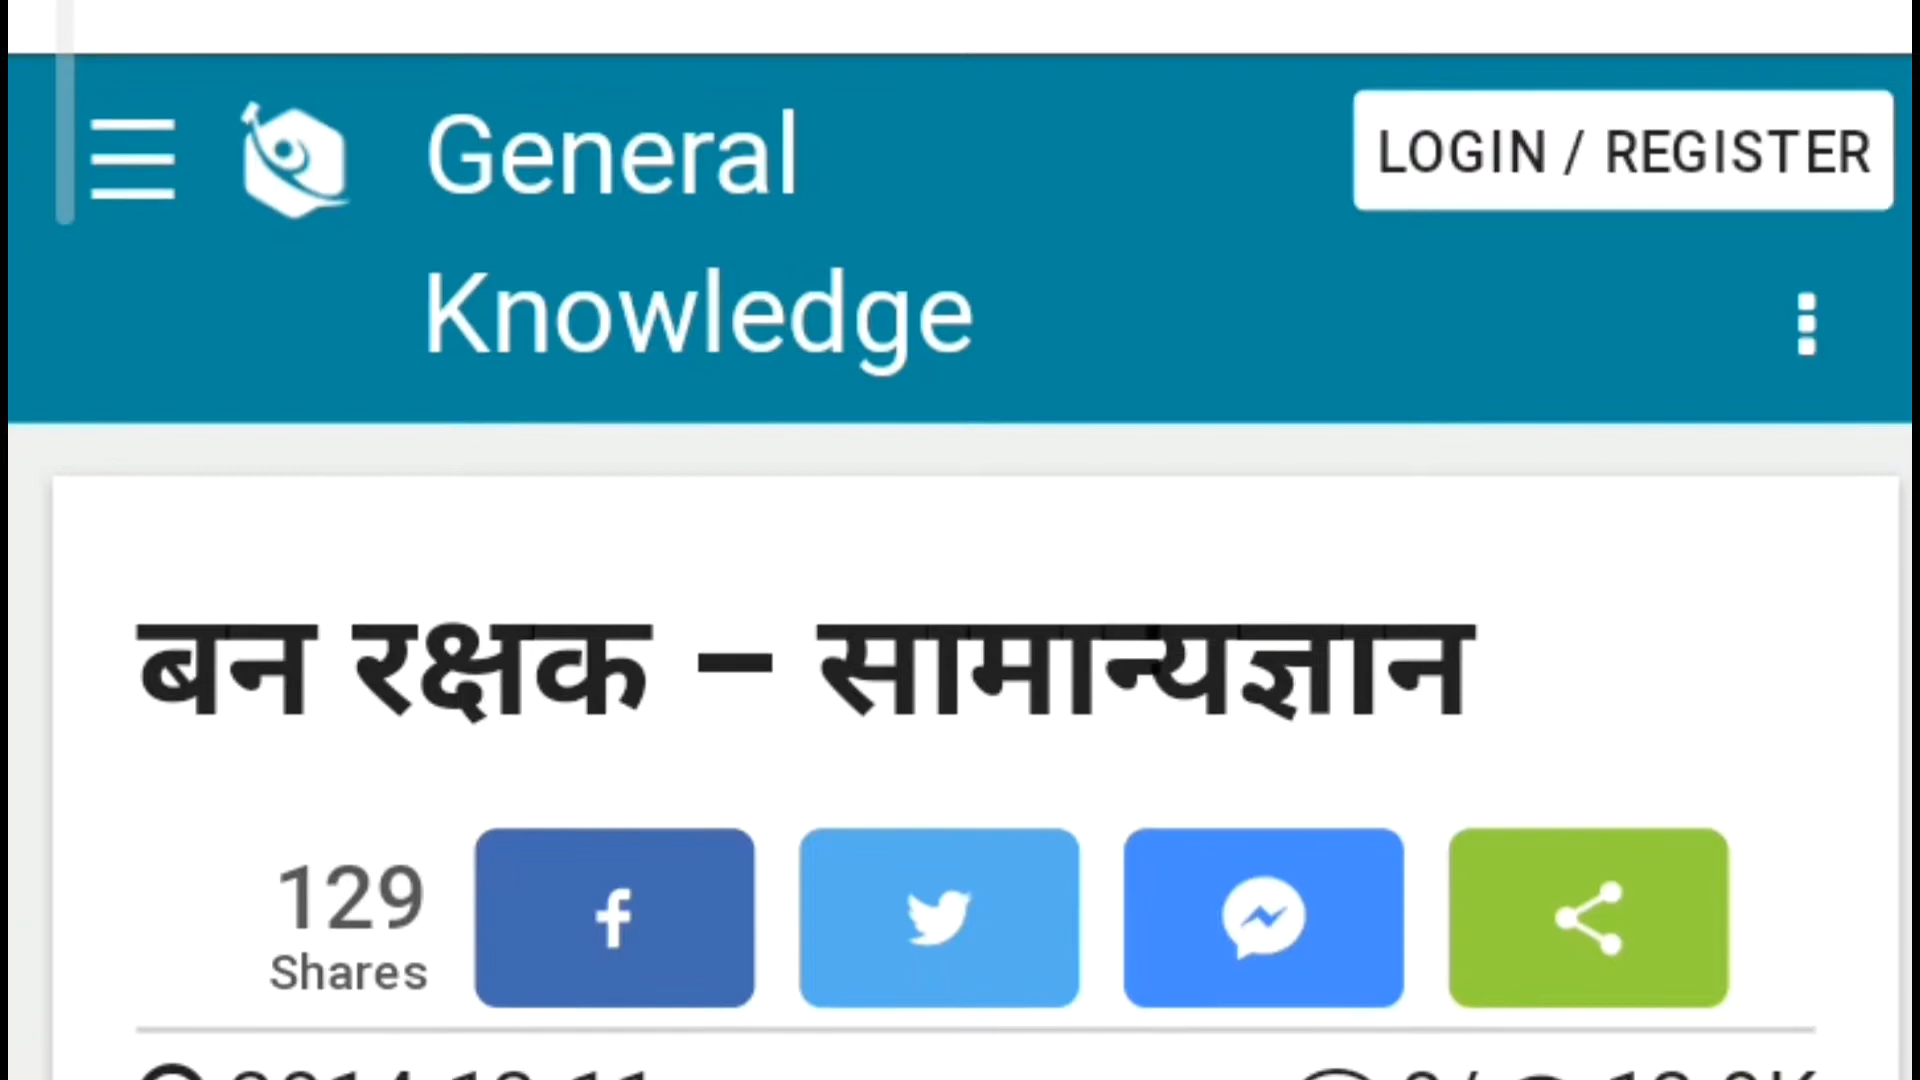 General
Knowledge
LOGIN / REGISTER
बन रक्षक – सामान्यज्ञान
129
Shares